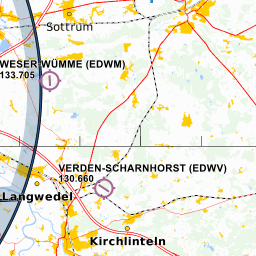 Sottrum
WESER WÜMME (EDWM)
133.705
VERDEN-SCHARNHORST (EDWV)
130.660
Langwedel
Kirchlinteln